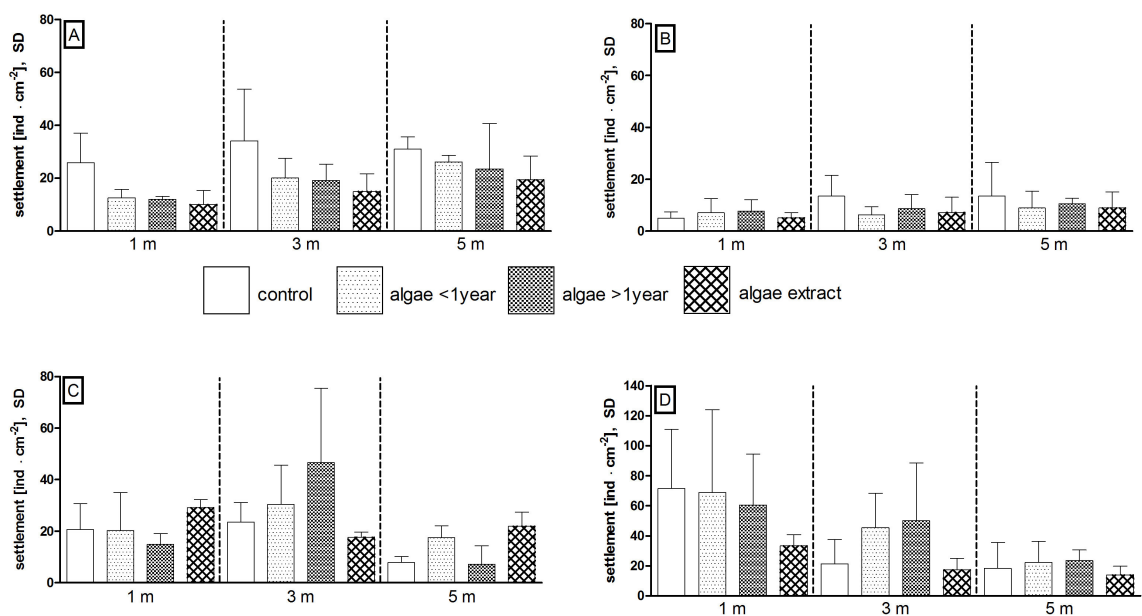 A
settlement [ind · cm⁻²], SD
80
60
40
20
0
1 m
3 m
5 m
B
settlement [ind · cm⁻²], SD
80
60
40
20
0
1 m
3 m
5 m
control
algae <1year
algae >1year
algae extract
C
settlement [ind · cm⁻²], SD
80
60
40
20
0
1 m
3 m
5 m
D
settlement [ind · cm⁻²], SD
140
120
100
80
60
40
20
0
1 m
3 m
5 m